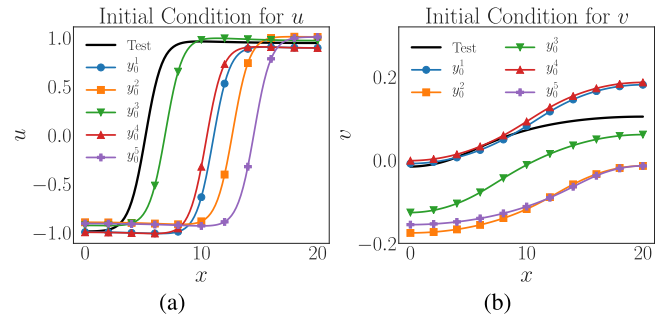 Initial Condition for u
1.0
0.5
0.0
−0.5
−1.0
u
Test
y₀¹
y₀²
y₀³
y₀⁴
y₀⁵
0
10
20
x
(a)
Initial Condition for v
0.2
0.0
−0.2
v
Test
y₀¹
y₀²
y₀³
y₀⁴
y₀⁵
0
10
20
x
(b)